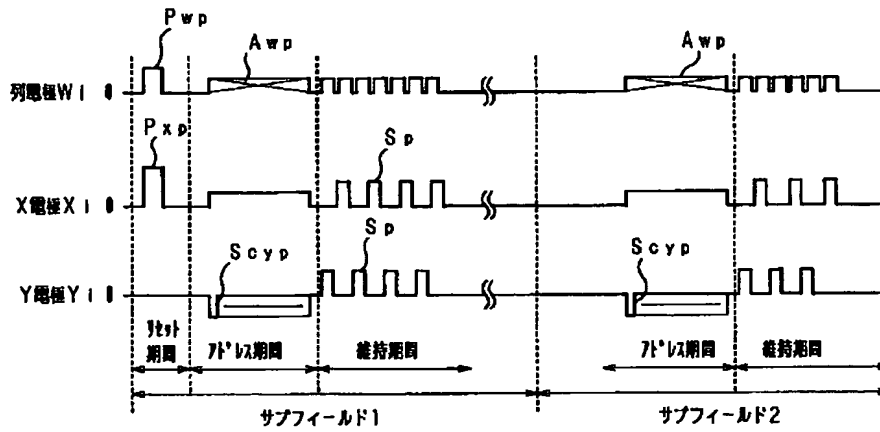 Pwp
Awp
Awp
列電極Wi 0
Pxp
Sp
X電極Xi 0
Sp
Scyp
Scyp
Y電極Yi 0
リセット
期間
アドレス期間
維持期間
アドレス期間
維持期間
サブフィールド1
サブフィールド2